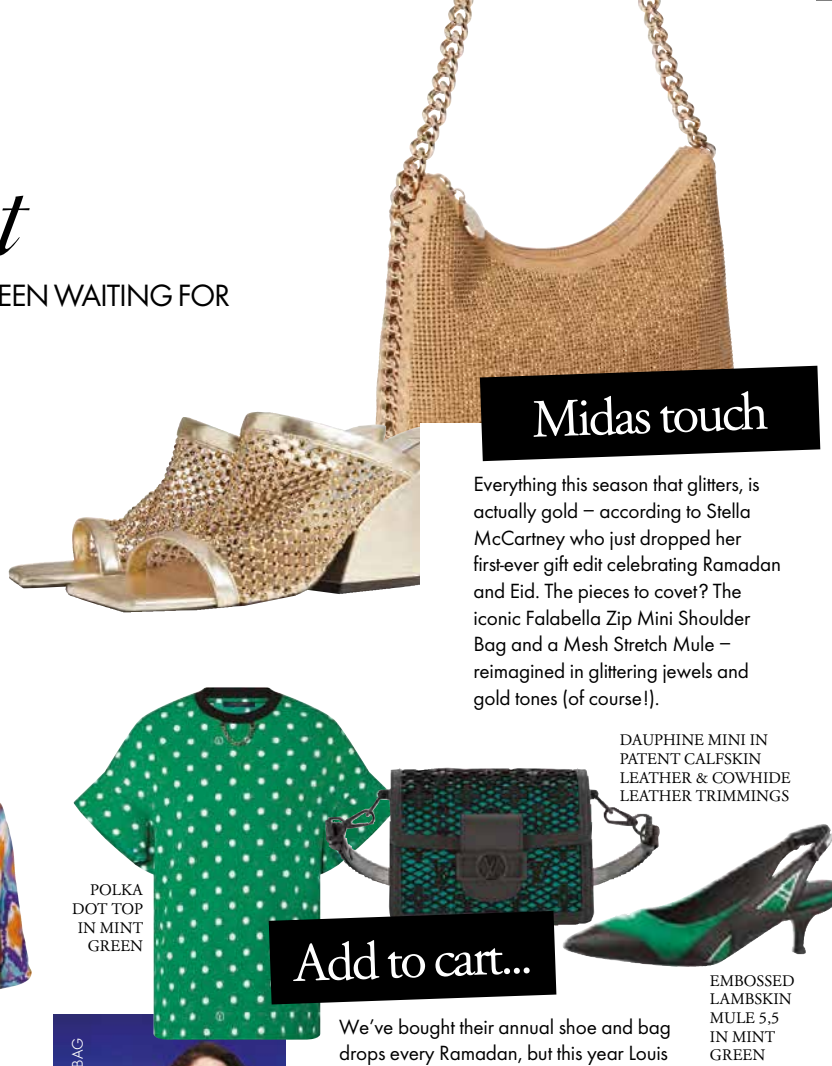 t
EEN WAITING FOR
Midas touch
Everything this season that glitters, is
actually gold – according to Stella
McCartney who just dropped her
first-ever gift edit celebrating Ramadan
and Eid. The pieces to covet? The
iconic Falabella Zip Mini Shoulder
Bag and a Mesh Stretch Mule –
reimagined in glittering jewels and
gold tones (of course!).
DAUPHINE MINI IN
PATENT CALFSKIN
LEATHER & COWHIDE
LEATHER TRIMMINGS
POLKA
DOT TOP
IN MINT
GREEN
Add to cart...
EMBOSSED
LAMBSKIN
MULE 5,5
IN MINT
GREEN
We’ve bought their annual shoe and bag
drops every Ramadan, but this year Louis
BAG